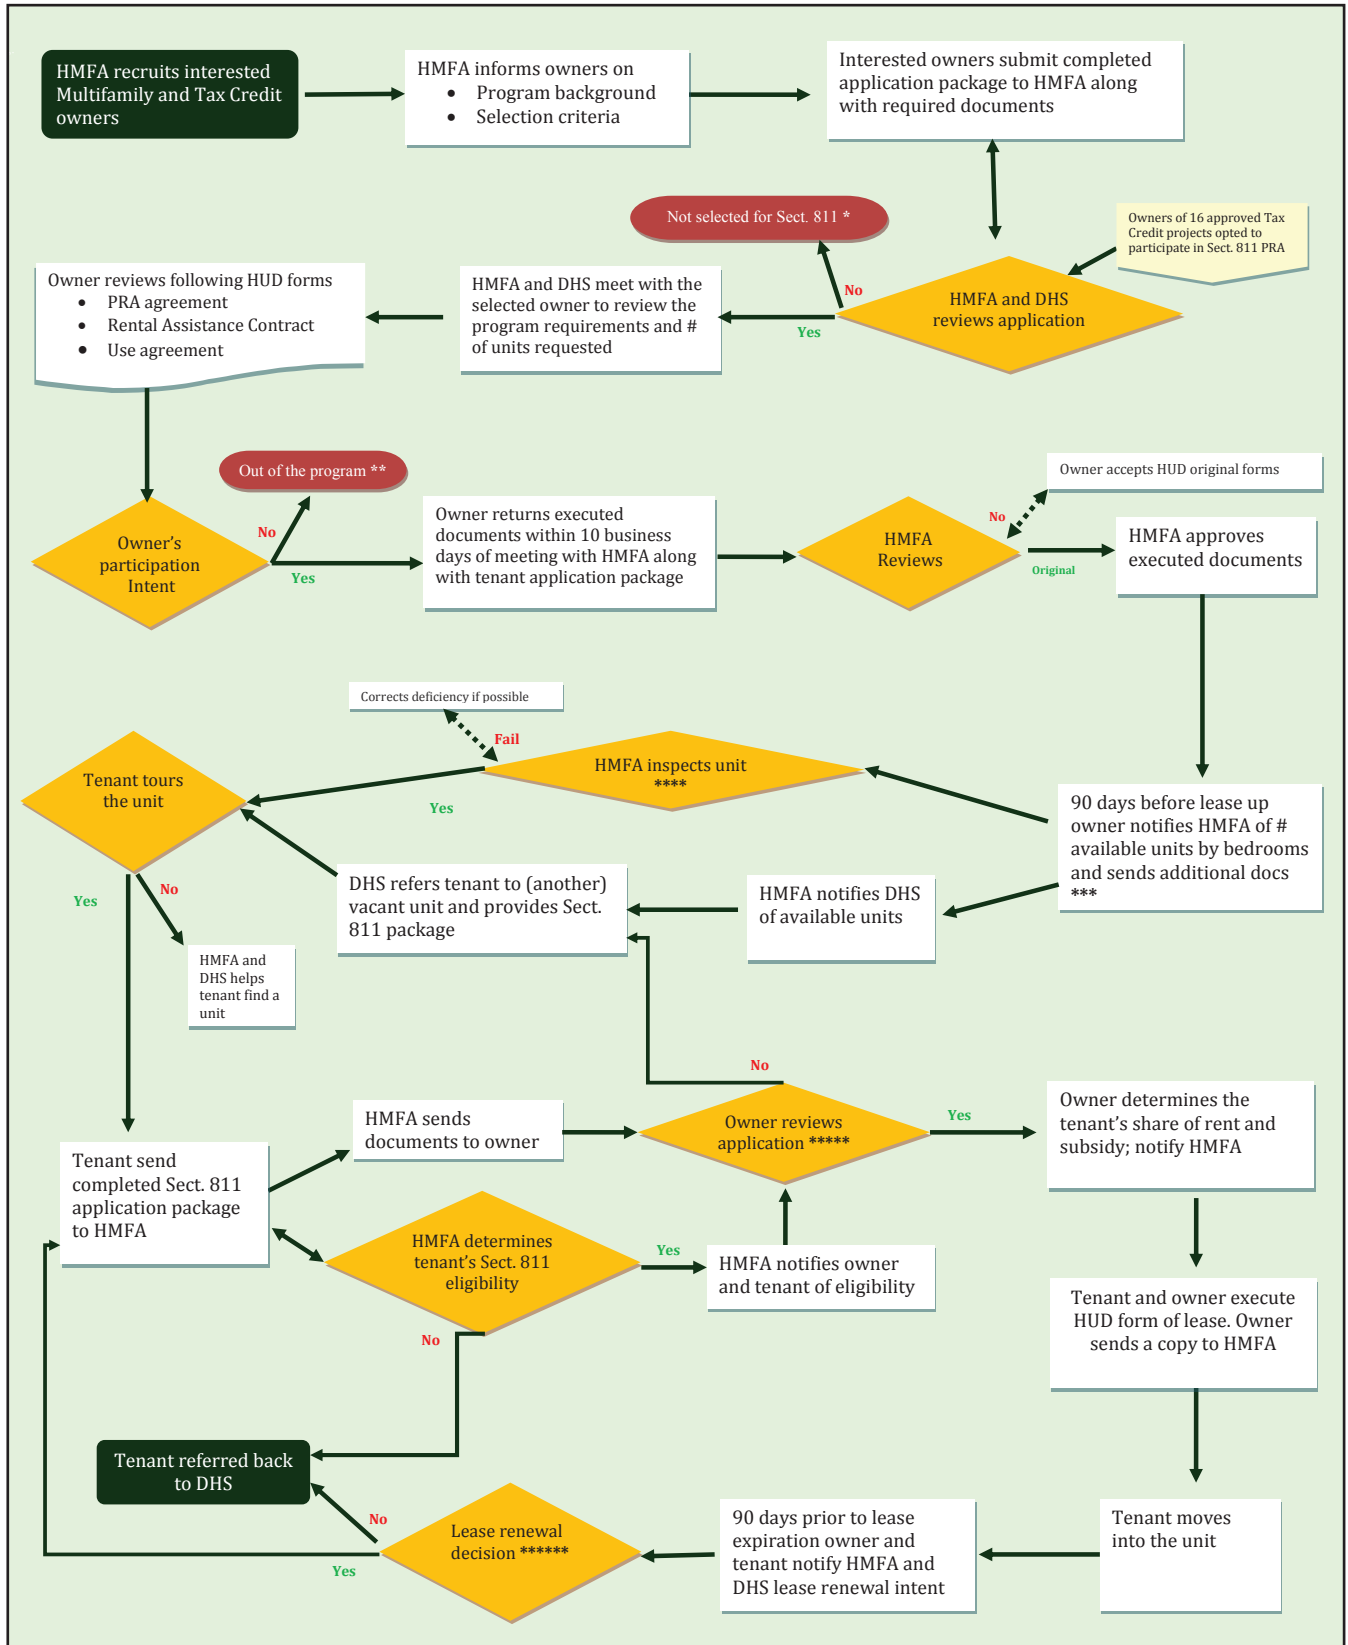 HMFA recruits interested
Multifamily and Tax Credit
owners
HMFA informs owners on
• Program background
• Selection criteria
Interested owners submit completed
application package to HMFA along
with required documents
Not selected for Sect. 811 *
Owners of 16 approved Tax
Credit projects opted to
participate in Sect. 811 PRA
Owner reviews following HUD forms
• PRA agreement
• Rental Assistance Contract
• Use agreement
HMFA and DHS meet with the
selected owner to review the
program requirements and #
of units requested
No
Yes
HMFA and DHS
reviews application
Out of the program **
Owner accepts HUD original forms
Owner's
participation
Intent
No
Yes
Owner returns executed
documents within 10 business
days of meeting with HMFA along
with tenant application package
HMFA
Reviews
No
Original
HMFA approves
executed documents
Corrects deficiency if possible
Fail
Tenant tours
the unit
HMFA inspects unit
****
Yes
90 days before lease up
owner notifies HMFA of #
available units by bedrooms
and sends additional docs
***
Yes
No
DHS refers tenant to (another)
vacant unit and provides Sect.
811 package
HMFA notifies DHS
of available units
HMFA and
DHS helps
tenant find a
unit
No
HMFA sends
documents to owner
Owner reviews
application *****
Yes
Owner determines the
tenant's share of rent and
subsidy; notify HMFA
Tenant send
completed Sect. 811
application package
to HMFA
HMFA determines
tenant's Sect. 811
eligibility
Yes
HMFA notifies owner
and tenant of eligibility
No
Tenant and owner execute
HUD form of lease. Owner
sends a copy to HMFA
Tenant referred back
to DHS
No
Yes
Lease renewal
decision ******
90 days prior to lease
expiration owner and
tenant notify HMFA and
DHS lease renewal intent
Tenant moves
into the unit